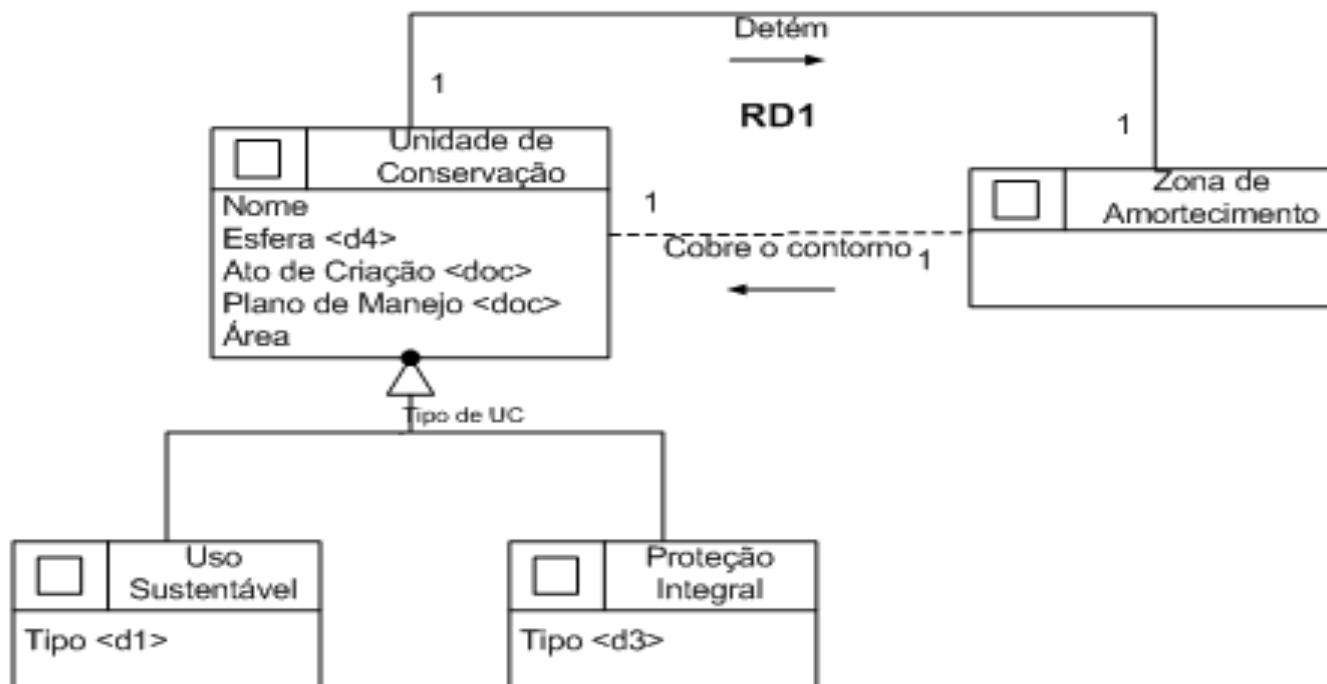 Detém
1
RD1
1
Unidade de
Conservação
Nome
Esfera <d4>
Ato de Criação <doc>
Plano de Manejo <doc>
Área
1
Cobre o contorno
1
Zona de
Amortecimento
Tipo de UC
Uso
Sustentável
Tipo <d1>
Proteção
Integral
Tipo <d3>